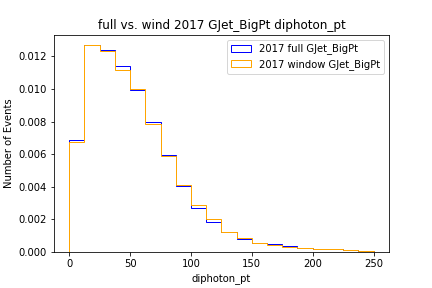 full vs. wind 2017 GJet_BigPt diphoton_pt
2017 full GJet_BigPt
2017 window GJet_BigPt
Number of Events
0.012
0.010
0.008
0.006
0.004
0.002
0.000
0 50 100 150 200 250
diphoton_pt